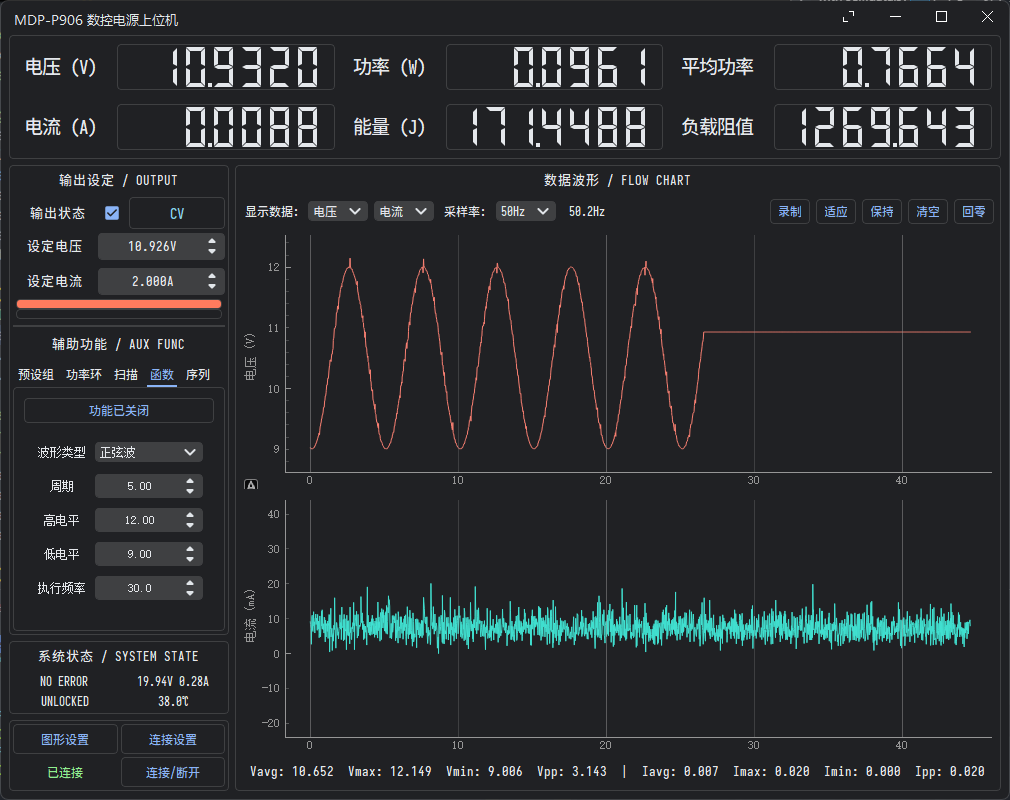 MDP-P906 数控电源上位机
电压 (V) 10.9320 功率 (W) 0.0961 平均功率 0.7664
电流 (A) 0.0088 能量 (J) 171.4488 负载阻值 1269.643
输出设定 / OUTPUT
输出状态 CV
设定电压 10.926V
设定电流 2.000A
辅助功能 / AUX FUNC
预设组 功率环 扫描 函数 序列
功能已关闭
波形类型 正弦波
周期 5.00
高电平 12.00
低电平 9.00
执行频率 30.0
系统状态 / SYSTEM STATE
NO ERROR 19.94V 0.28A
UNLOCKED 38.0℃
图形设置 连接设置
已连接 连接/断开
数据波形 / FLOW CHART
显示数据: 电压 电流 采样率: 50Hz 50.2Hz 录制 适应 保持 清空 回零
电压 (V)
12
11
10
9
0 10 20 30 40
A
电流 (mA)
40
30
20
10
0
−10
−20
0 10 20 30 40
Vavg: 10.652 Vmax: 12.149 Vmin: 9.006 Vpp: 3.143 | Iavg: 0.007 Imax: 0.020 Imin: 0.000 Ipp: 0.020